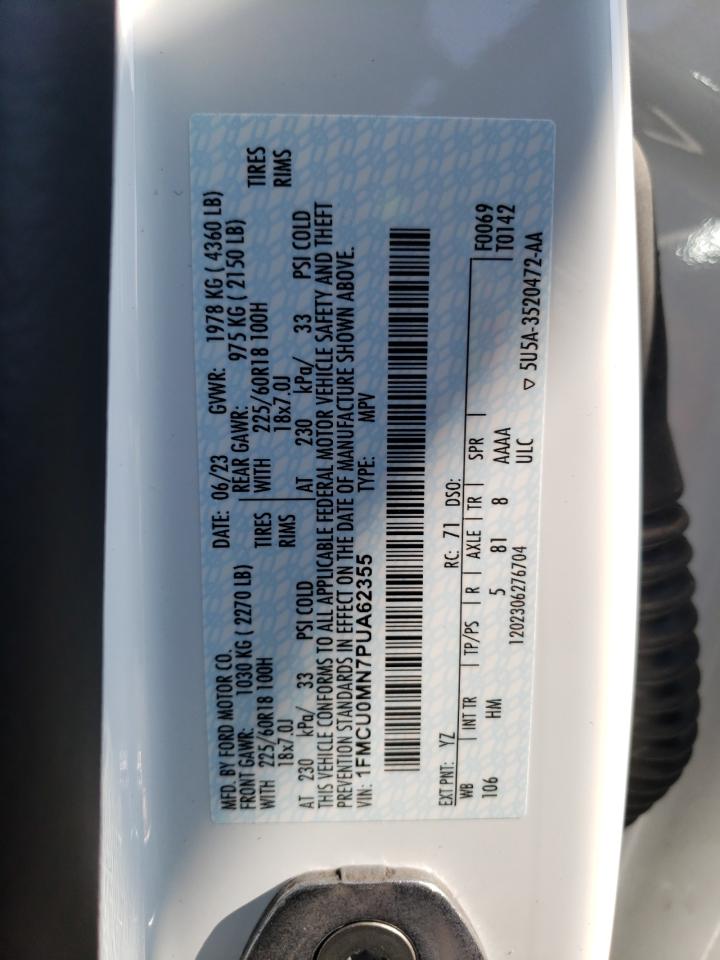 MFD. BY FORD MOTOR CO. DATE: 06/23 GVWR: 1978 KG ( 4360 LB)
FRONT GAWR: 1030 KG ( 2270 LB) REAR GAWR: 975 KG ( 2150 LB)
WITH 225/60R18 100H TIRES WITH 225/60R18 100H TIRES
18x7.0J RIMS 18x7.0J RIMS
AT 230 kPa/ 33 PSI COLD AT 230 kPa/ 33 PSI COLD
THIS VEHICLE CONFORMS TO ALL APPLICABLE FEDERAL MOTOR VEHICLE SAFETY AND THEFT
PREVENTION STANDARDS IN EFFECT ON THE DATE OF MANUFACTURE SHOWN ABOVE.
VIN: 1FMCU0MN7PUA62355 TYPE: MPV
EXT PNT: YZ RC: 71 DSO: F0069
WB INT TR TP/PS R AXLE TR SPR T0142
106 HM 5 81 8 AAAA
1202306276704 ULC ▽ 5U5A-3520472-AA